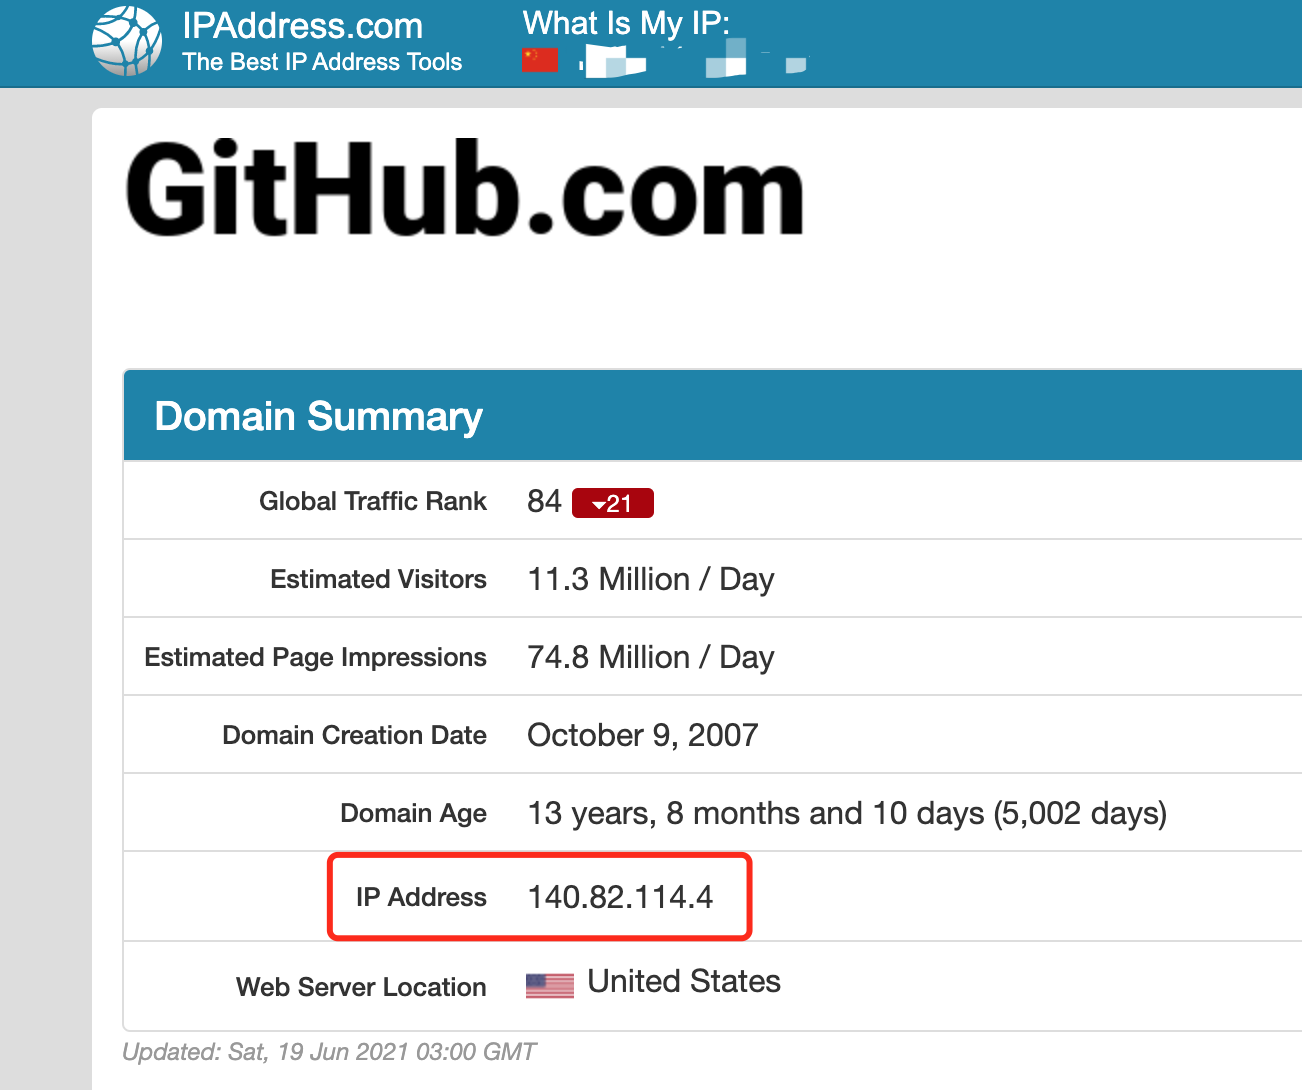 IPAddress.com
The Best IP Address Tools
What Is My IP:
GitHub.com
Domain Summary
Global Traffic Rank 84 21
Estimated Visitors 11.3 Million / Day
Estimated Page Impressions 74.8 Million / Day
Domain Creation Date October 9, 2007
Domain Age 13 years, 8 months and 10 days (5,002 days)
IP Address 140.82.114.4
Web Server Location United States
Updated: Sat, 19 Jun 2021 03:00 GMT